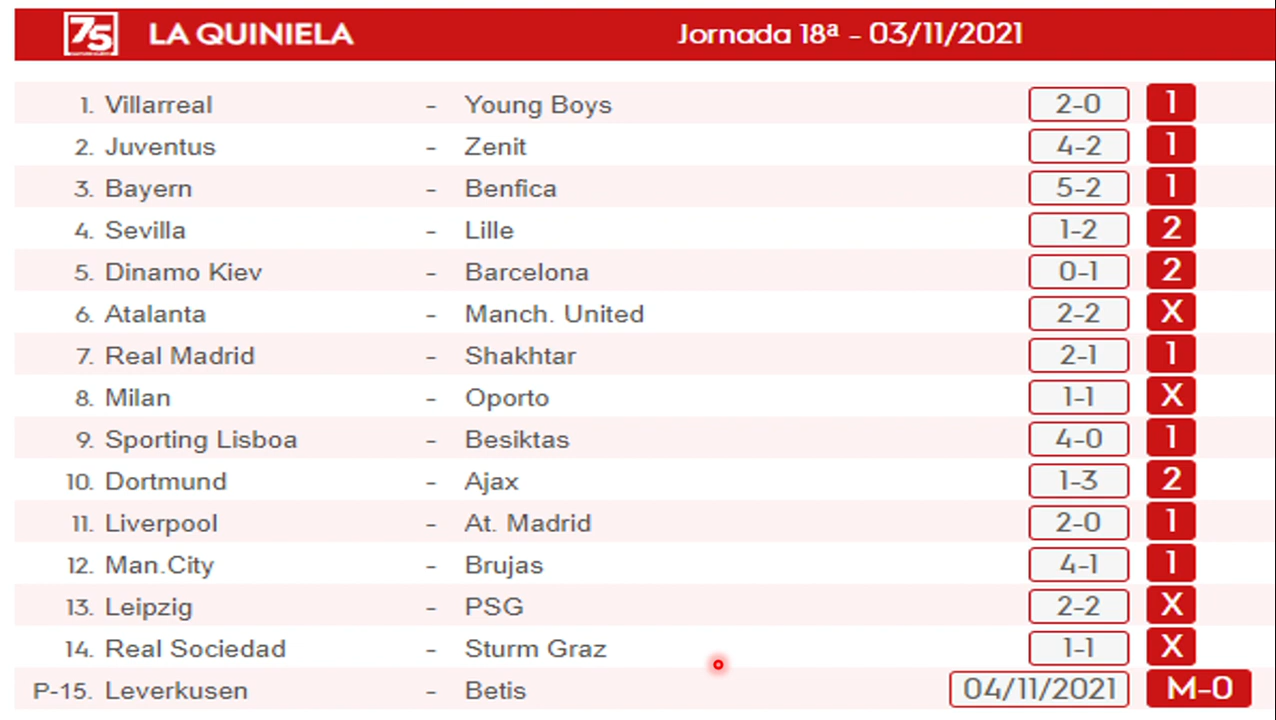 75 LA QUINIELA Jornada 18ª - 03/11/2021
1. Villarreal - Young Boys 2-0 1
2. Juventus - Zenit 4-2 1
3. Bayern - Benfica 5-2 1
4. Sevilla - Lille 1-2 2
5. Dinamo Kiev - Barcelona 0-1 2
6. Atalanta - Manch. United 2-2 X
7. Real Madrid - Shakhtar 2-1 1
8. Milan - Oporto 1-1 X
9. Sporting Lisboa - Besiktas 4-0 1
10. Dortmund - Ajax 1-3 2
11. Liverpool - At. Madrid 2-0 1
12. Man.City - Brujas 4-1 1
13. Leipzig - PSG 2-2 X
14. Real Sociedad - Sturm Graz 1-1 X
P-15. Leverkusen - Betis 04/11/2021 M-0